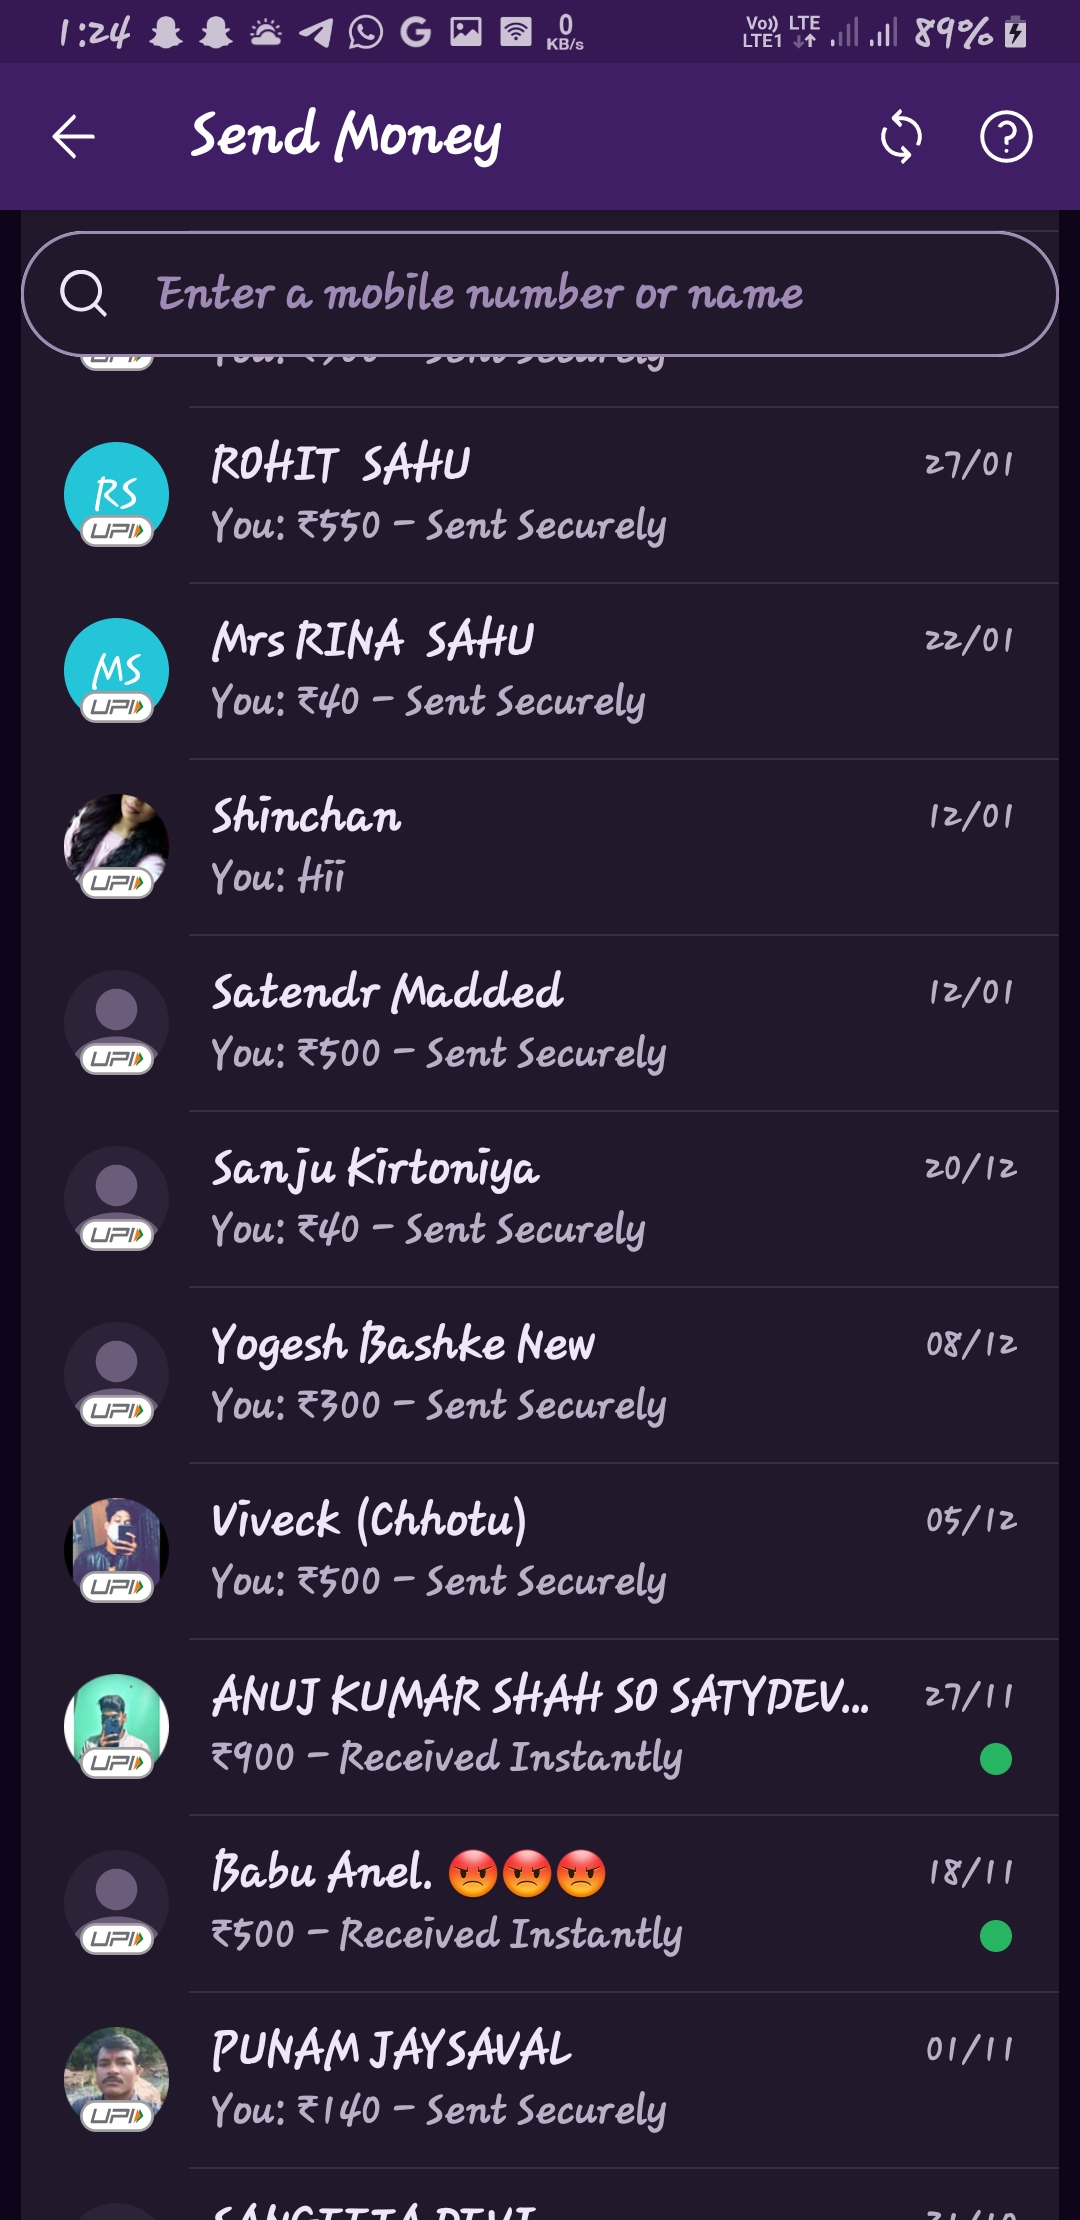 1:24
0 KB/s
Vo)) LTE1 LTE 89%
Send Money
Enter a mobile number or name
UPI You: ₹500 – Sent Securely
RS UPI
ROHIT SAHU 27/01
You: ₹550 – Sent Securely
MS UPI
Mrs RINA SAHU 22/01
You: ₹40 – Sent Securely
Shinchan 12/01
UPI You: Hii
Satendr Madded 12/01
UPI You: ₹500 – Sent Securely
Sanju Kirtoniya 20/12
UPI You: ₹40 – Sent Securely
Yogesh Bashke New 08/12
UPI You: ₹300 – Sent Securely
Viveck (Chhotu) 05/12
UPI You: ₹500 – Sent Securely
ANUJ KUMAR SHAH SO SATYDEV... 27/11
UPI ₹900 – Received Instantly
Babu Anel. 😡😡😡 18/11
UPI ₹500 – Received Instantly
PUNAM JAYSAVAL 01/11
UPI You: ₹140 – Sent Securely